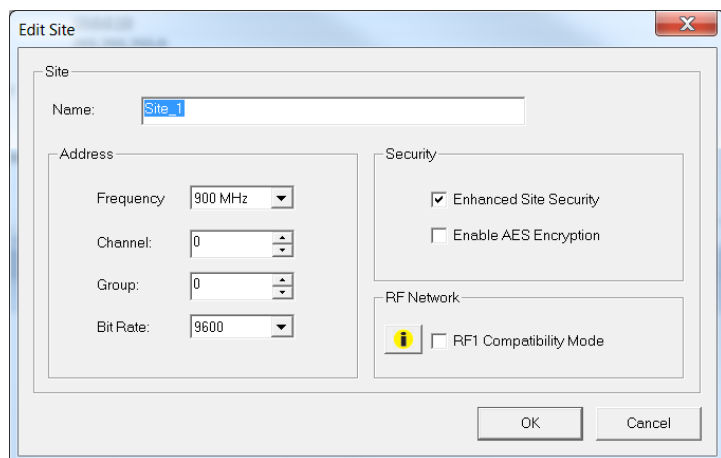 Edit Site
X
Site
Name: Site_1
Address
Frequency 900 MHz
Channel: 0
Group: 0
Bit Rate: 9600
Security
Enhanced Site Security
Enable AES Encryption
RF Network
i RF1 Compatibility Mode
OK Cancel